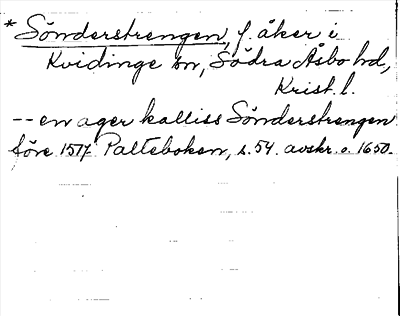 * Sönderstrengen, f. åker i
Kvidinge sn, Södra Åsbo hd,
Krist. l.
-- en ager kalliss Sönderstrengen
före 1517 Palteboken, s. 54. avskr. o. 1650.